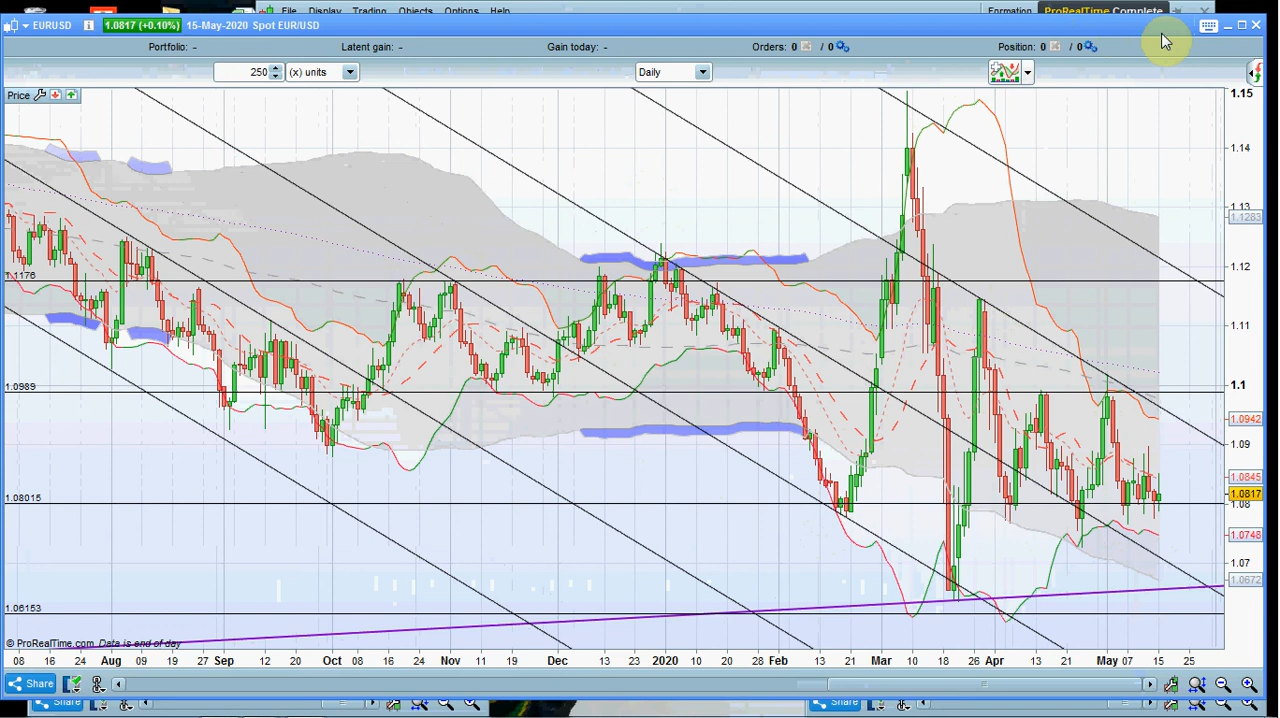 File Display Trading Objects Options Help Formation ProRealTime Complete
EURUSD 1.0817 (+0.10%) 15-May-2020 Spot EUR/USD
Portfolio: - Latent gain: - Gain today: - Orders: 0 / 0 Position: 0 / 0
250 (x) units Daily
Price
1.15
1.14
1.13
1.1283
1.12
1.1176
1.11
1.1
1.0989
1.0942
1.09
1.0845
1.0817
1.08015
1.08
1.0748
1.07
1.0672
1.06153
© ProRealTime.com Data is end of day
08 16 24 Aug 09 19 27 Sep 12 20 Oct 08 16 24 Nov 11 19 Dec 13 23 2020 10 20 28 Feb 13 21 Mar 10 18 26 Apr 13 21 May 07 15 25
Share
Share Share